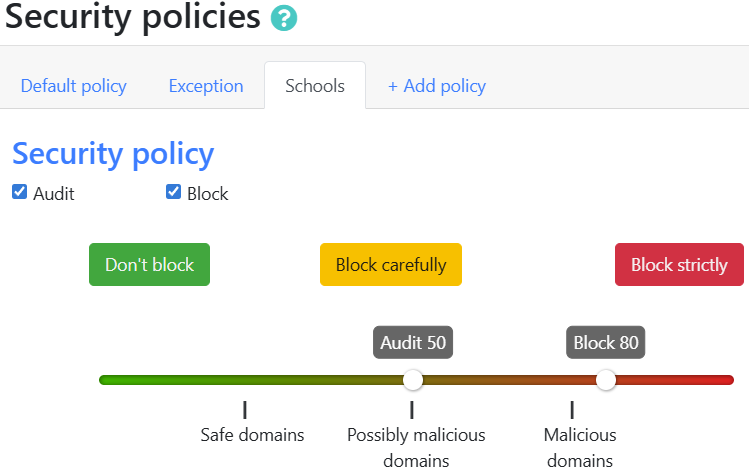 Security policies ?
Default policy Exception Schools + Add policy
Security policy
Audit Block
Don't block Block carefully Block strictly
Audit 50 Block 80
Safe domains Possibly malicious Malicious
domains domains